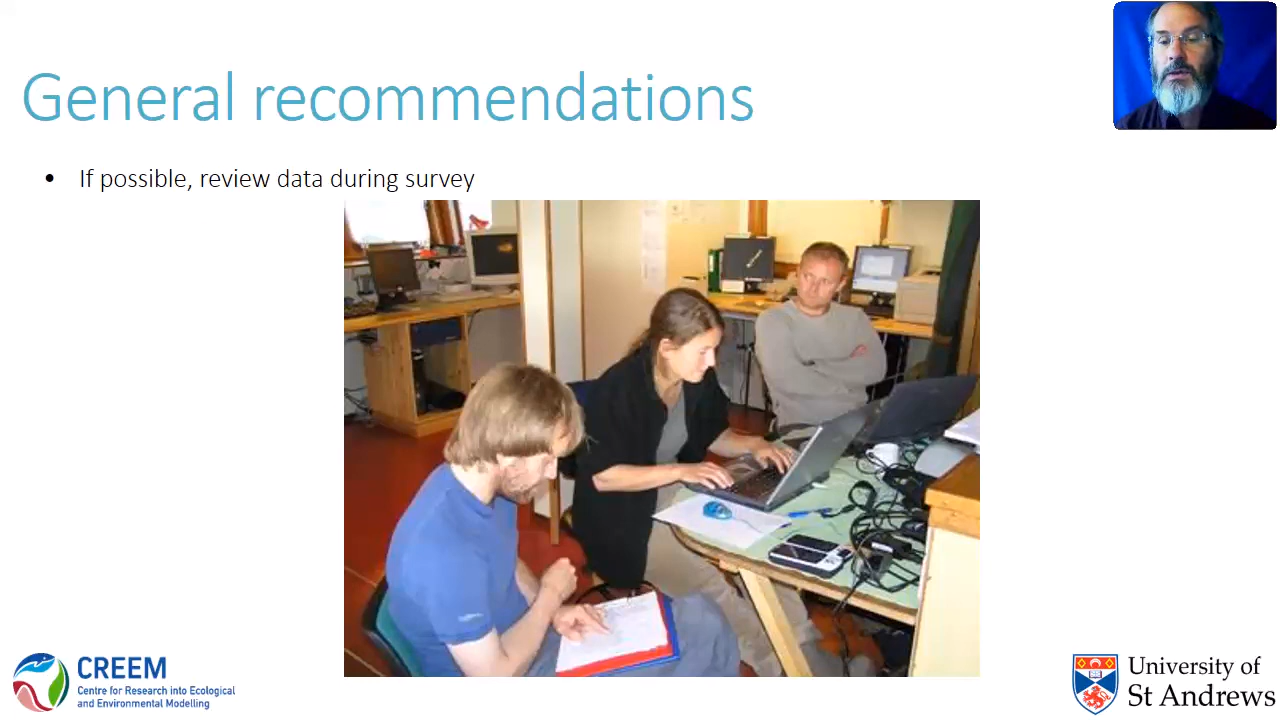 General recommendations
• If possible, review data during survey
CREEM
Centre for Research into Ecological
and Environmental Modelling
University of
St Andrews